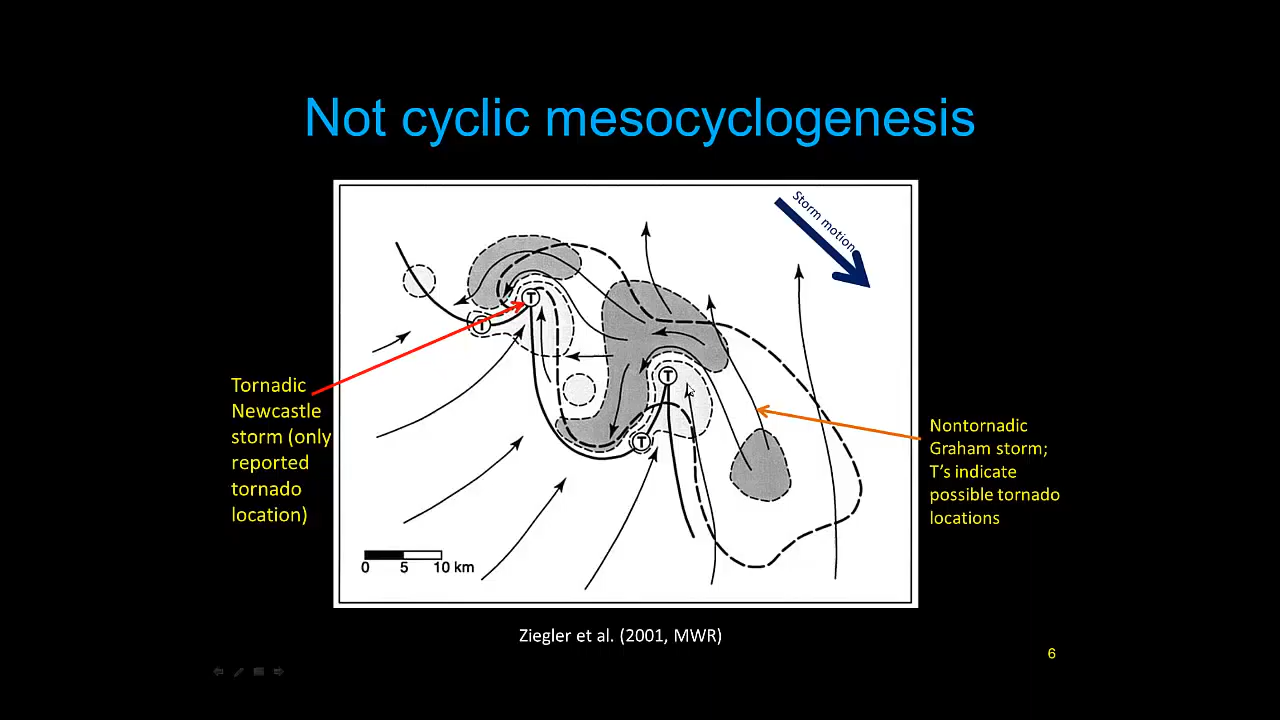 Not cyclic mesocyclogenesis
Storm motion
T
T
T
T
Tornadic
Newcastle
storm (only
reported
tornado
location)
Nontornadic
Graham storm;
T's indicate
possible tornado
locations
0 5 10 km
Ziegler et al. (2001, MWR)
6